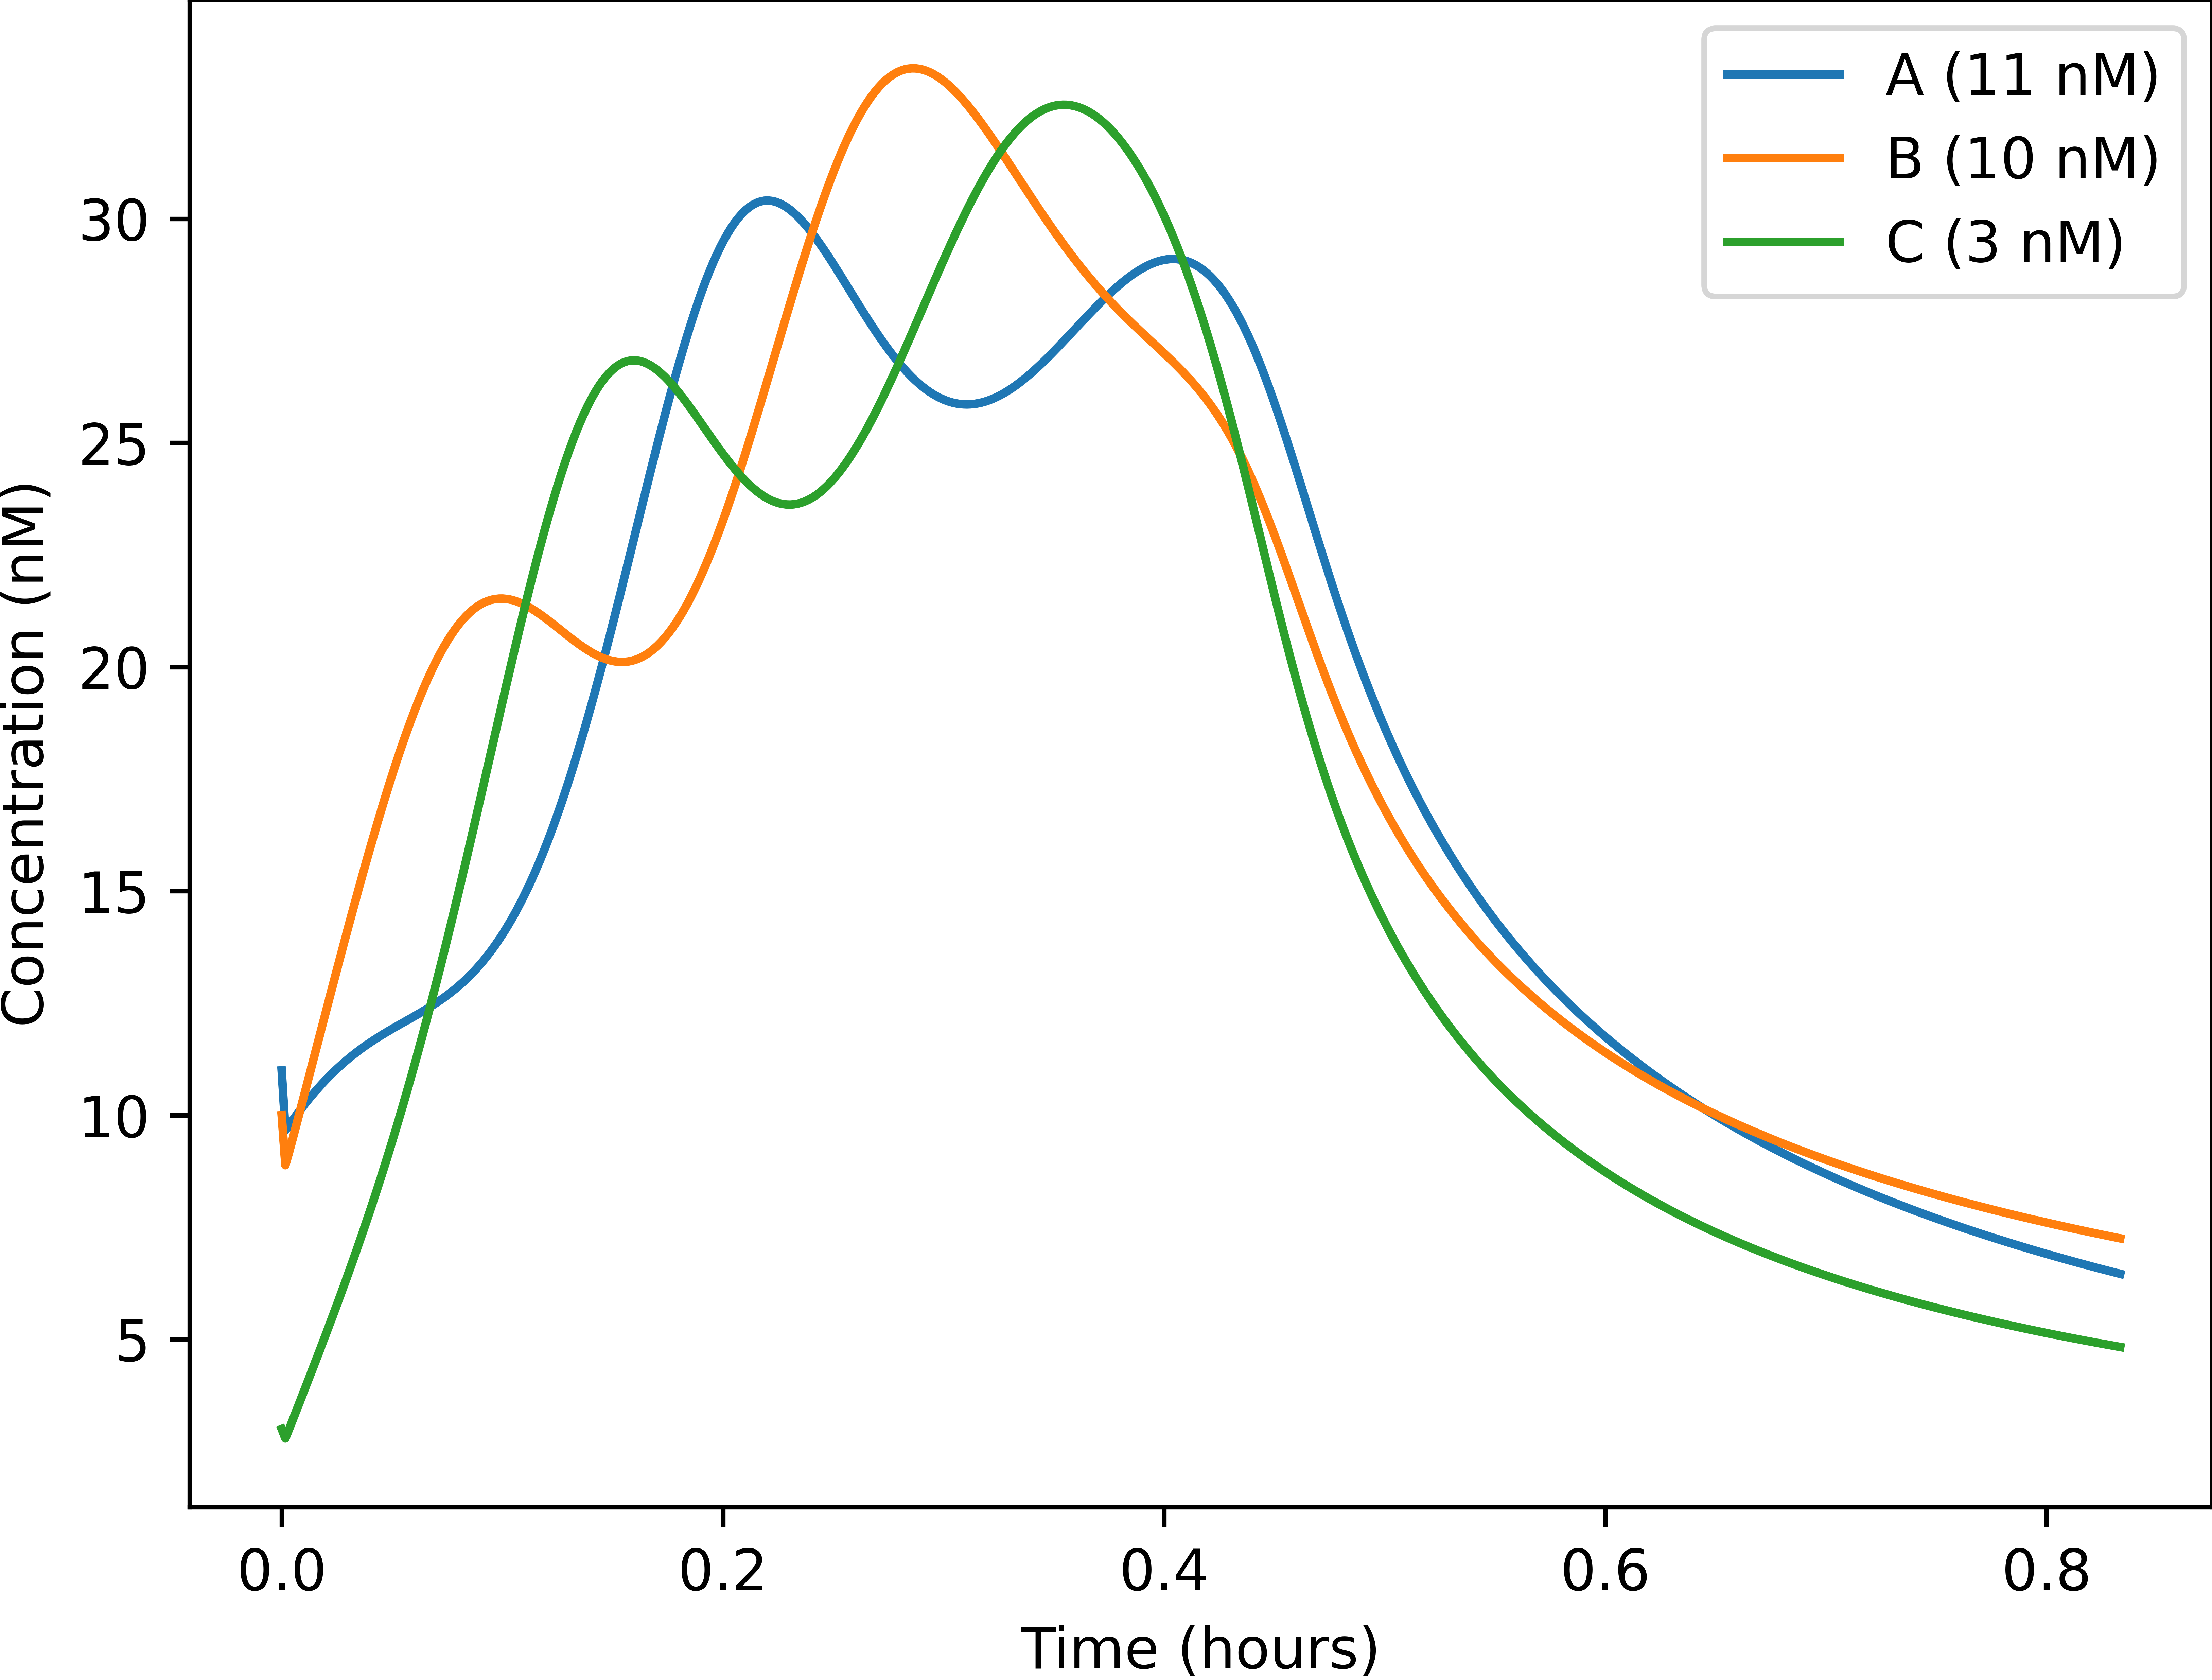 A (11 nM)
B (10 nM)
C (3 nM)
Concentration (nM)
30
25
20
15
10
5
0.0 0.2 0.4 0.6 0.8
Time (hours)